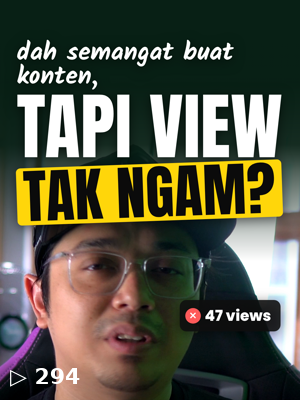 dah semangat buat
konten,
TAPI VIEW
TAK NGAM?
47 views
294